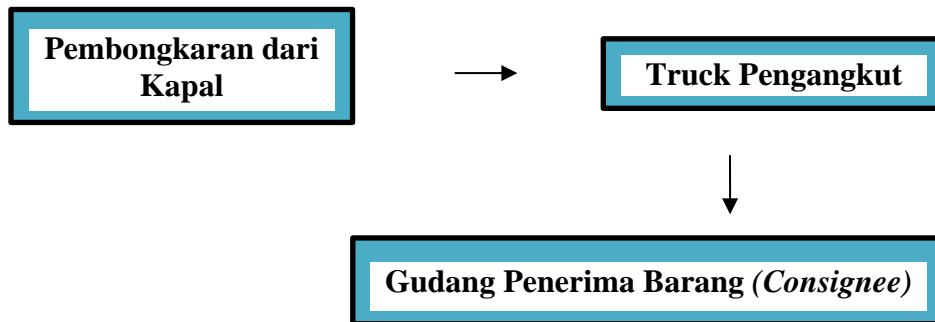 Pembongkaran dari
Kapal
Truck Pengangkut
Gudang Penerima Barang (Consignee)